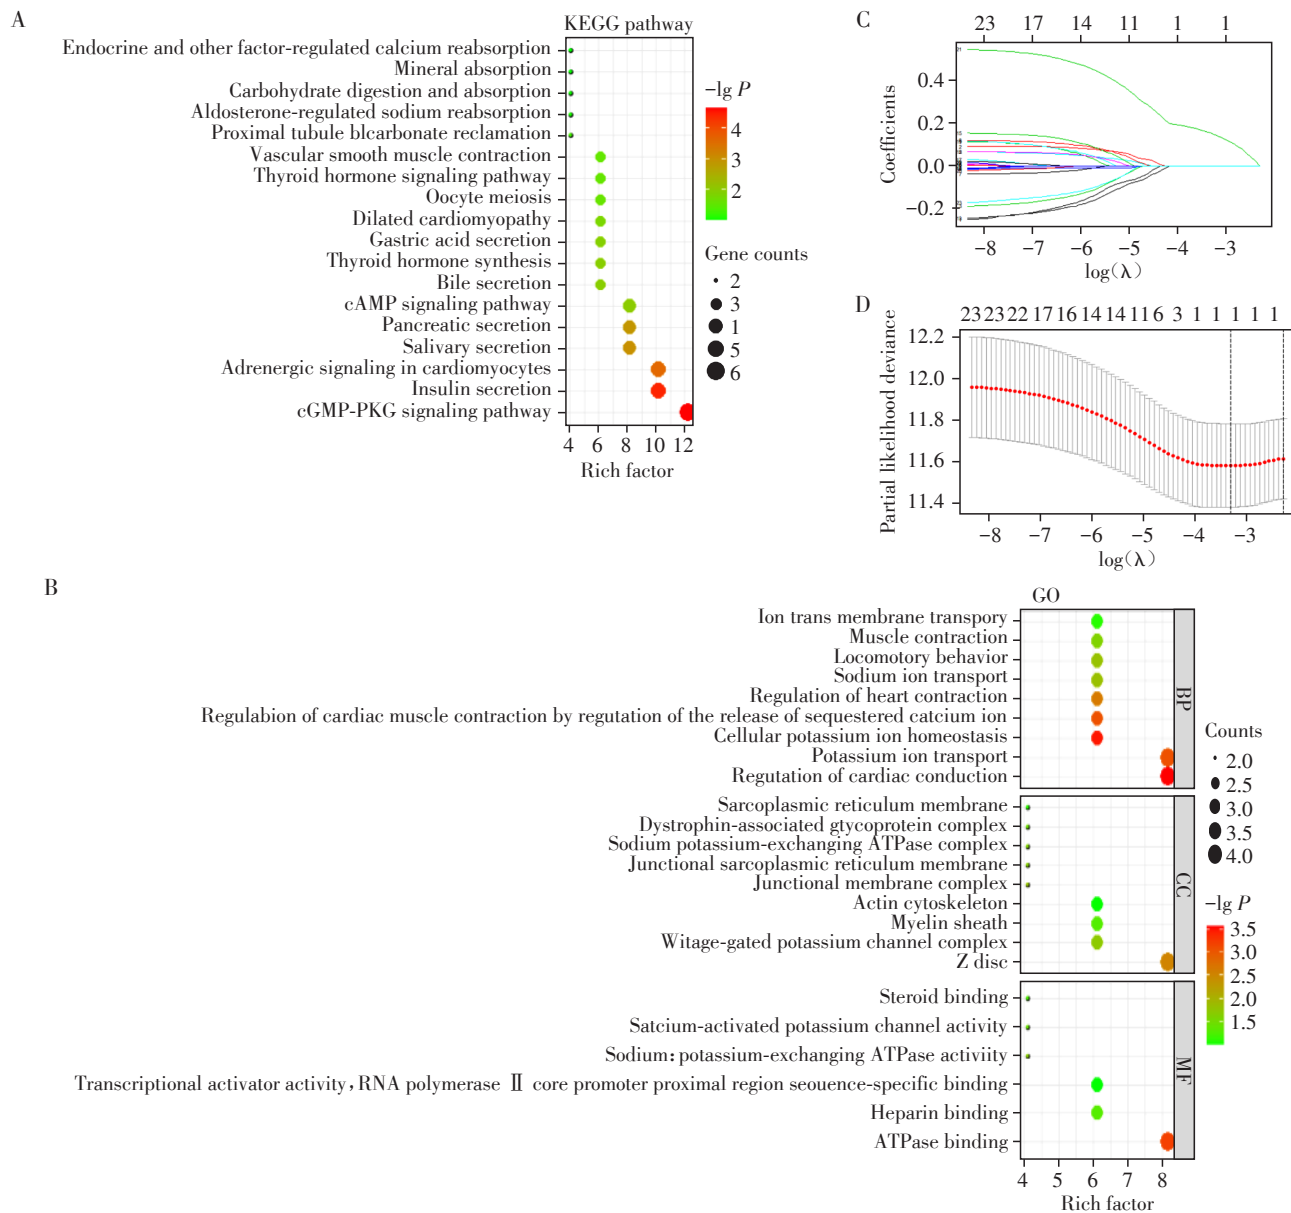 A
KEGG pathway
Endocrine and other factor-regulated calcium reabsorption
Mineral absorption
Carbohydrate digestion and absorption
Aldosterone-regulated sodium reabsorption
Proximal tubule blcarbonate reclamation
Vascular smooth muscle contraction
Thyroid hormone signaling pathway
Oocyte meiosis
Dilated cardiomyopathy
Gastric acid secretion
Thyroid hormone synthesis
Bile secretion
cAMP signaling pathway
Pancreatic secretion
Salivary secretion
Adrenergic signaling in cardiomyocytes
Insulin secretion
cGMP-PKG signaling pathway
4 6 8 10 12
Rich factor
−lg P
4
3
2
Gene counts
2
3
1
5
6
C
23 17 14 11 1 1
Coefficients
0.4
0.2
0.0
−0.2
−8 −7 −6 −5 −4 −3
log(λ)
D
23 23 22 17 16 14 14 11 6 3 1 1 1 1 1
Partial likelihood deviance
12.2
12.0
11.8
11.6
11.4
−8 −7 −6 −5 −4 −3
log(λ)
B
GO
Ion trans membrane transpory
Muscle contraction
Locomotory behavior
Sodium ion transport
Regulation of heart contraction
Regulabion of cardiac muscle contraction by regutation of the release of sequestered catcium ion
Cellular potassium ion homeostasis
Potassium ion transport
Regutation of cardiac conduction
BP
Sarcoplasmic reticulum membrane
Dystrophin-associated gtycoprotein complex
Sodium potassium-exchanging ATPase complex
Junctional sarcoplasmic reticulum membrane
Junctional membrane complex
Actin cytoskeleton
Myelin sheath
Witage-gated potassium channel complex
Z disc
CC
Steroid binding
Satcium-activated potassium channel activity
Sodium：potassium-exchanging ATPase activiity
Transcriptional activator activity，RNA polymerase Ⅱ core promoter proximal region seouence-specific binding
Heparin binding
ATPase binding
MF
4 5 6 7 8
Rich factor
Counts
2.0
2.5
3.0
3.5
4.0
−lg P
3.5
3.0
2.5
2.0
1.5